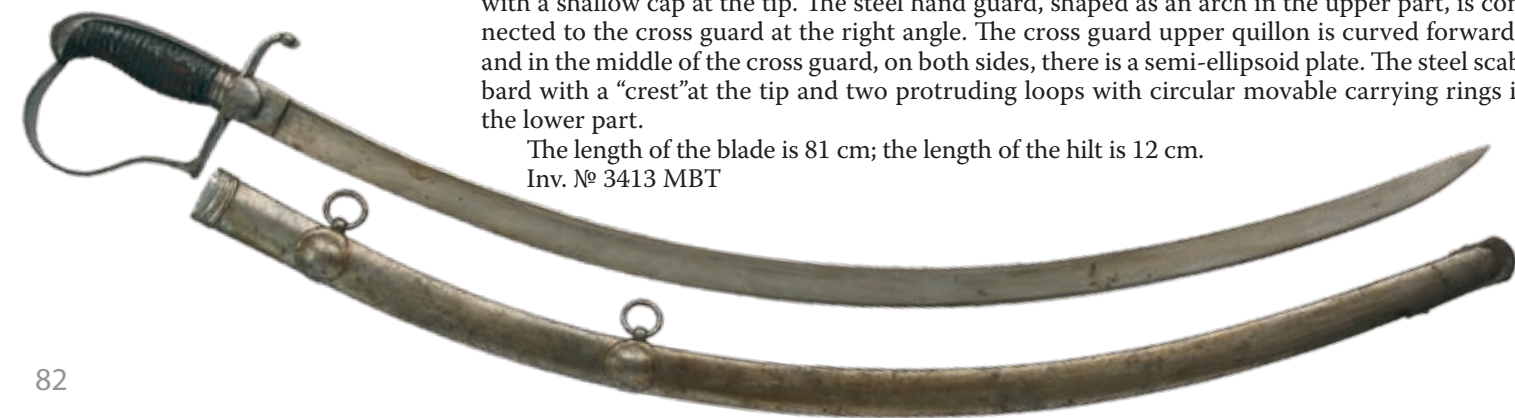 with a shallow cap at the tip. The steel hand guard, shaped as an arch in the upper part, is con
nected to the cross guard at the right angle. The cross guard upper quillon is curved forward
and in the middle of the cross guard, on both sides, there is a semi-ellipsoid plate. The steel scab
bard with a “crest”at the tip and two protruding loops with circular movable carrying rings i
the lower part.
The length of the blade is 81 cm; the length of the hilt is 12 cm.
Inv. № 3413 MBT
82